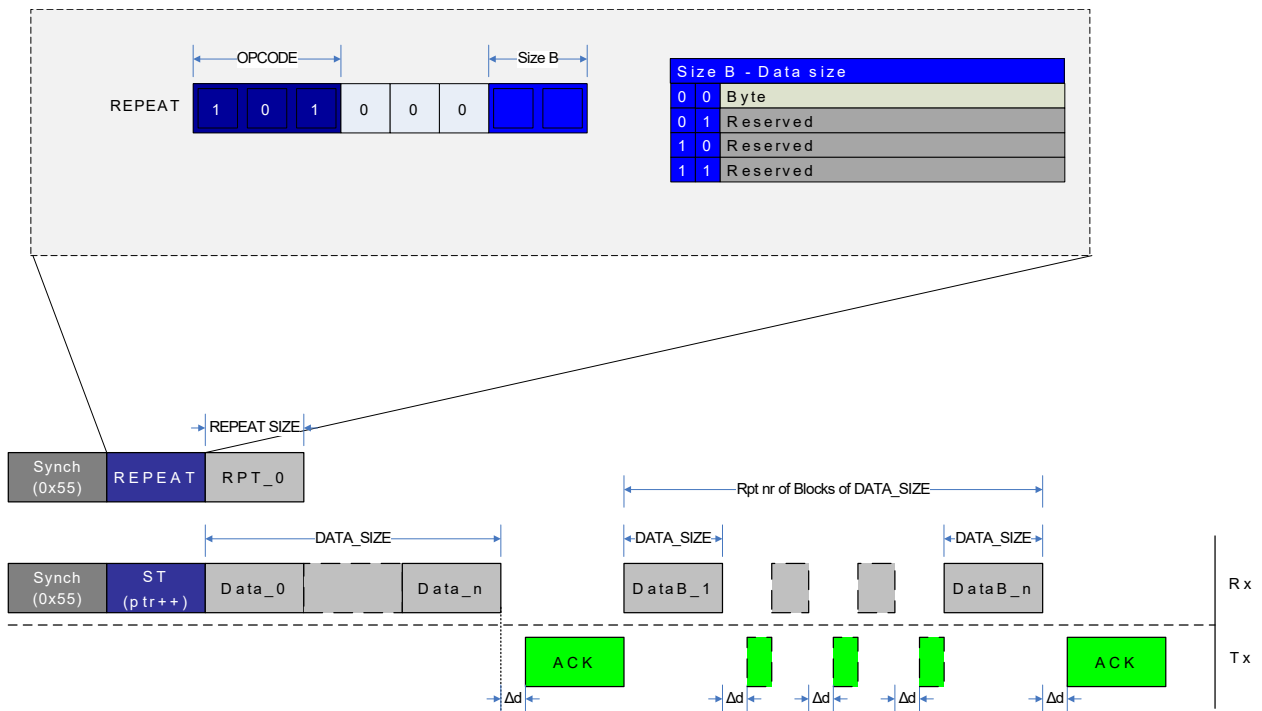 OPCODE
Size B
REPEAT
1 0 1 0 0 0
Size B - Data size
0 0 Byte
0 1 Reserved
1 0 Reserved
1 1 Reserved
REPEAT SIZE
Synch
(0x55)
REPEAT
RPT_0
Rpt nr of Blocks of DATA_SIZE
DATA_SIZE
DATA_SIZE
DATA_SIZE
Synch
(0x55)
ST
(ptr++)
Data_0
Data_n
DataB_1
DataB_n
Rx
ACK
ACK
Tx
Δd
Δd
Δd
Δd
Δd